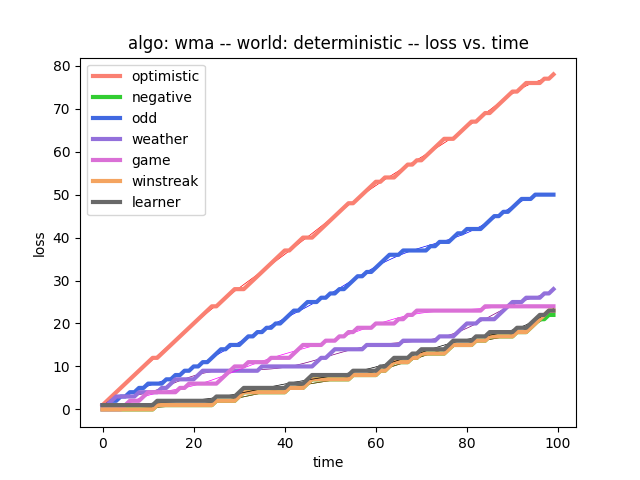 algo: wma -- world: deterministic -- loss vs. time
optimistic
negative
odd
weather
game
winstreak
learner
80
70
60
50
40
30
20
10
0
loss
0 20 40 60 80 100
time